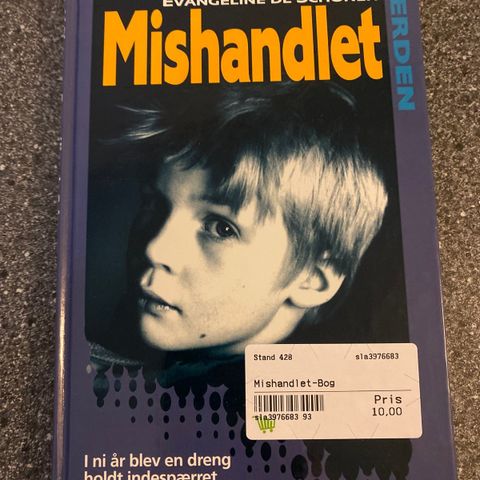 EVANGELINE DE SCHONEN
Mishandlet
ERDEN
Stand 428 sla3976683
Mishandlet-Bog
Pris
10,00
sla3976683 93
I ni år blev en dreng
holdt indespærret